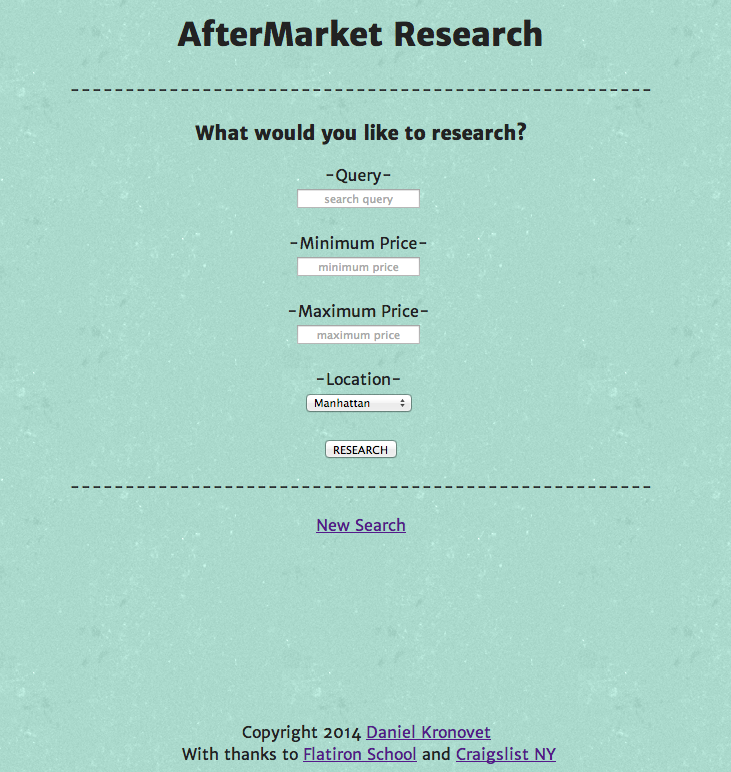 AfterMarket Research
What would you like to research?
-Query-
search query
-Minimum Price-
minimum price
-Maximum Price-
maximum price
-Location-
Manhattan
RESEARCH
New Search
Copyright 2014 Daniel Kronovet
With thanks to Flatiron School and Craigslist NY